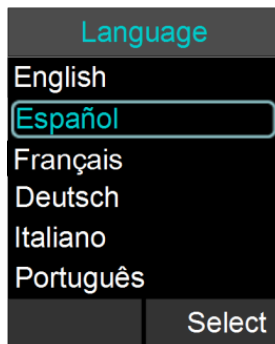 Language
English
Español
Français
Deutsch
Italiano
Português
Select